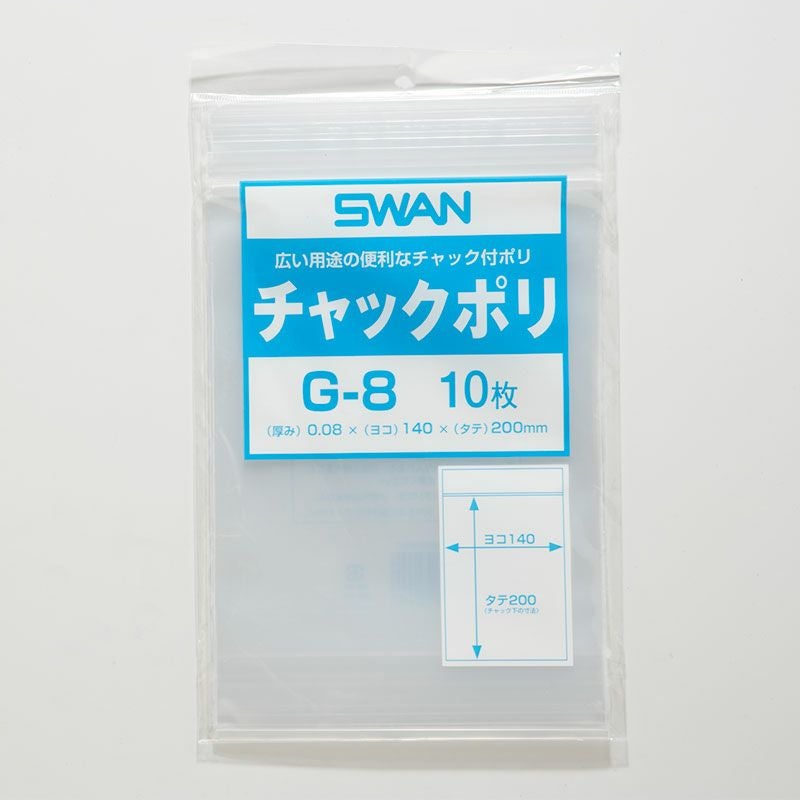 SWAN
広い用途の便利なチャック付ポリ
チャックポリ
G-8 10枚
（厚み）0.08×（ヨコ）140×（タテ）200mm
ヨコ140
タテ200
（チャック下の寸法）